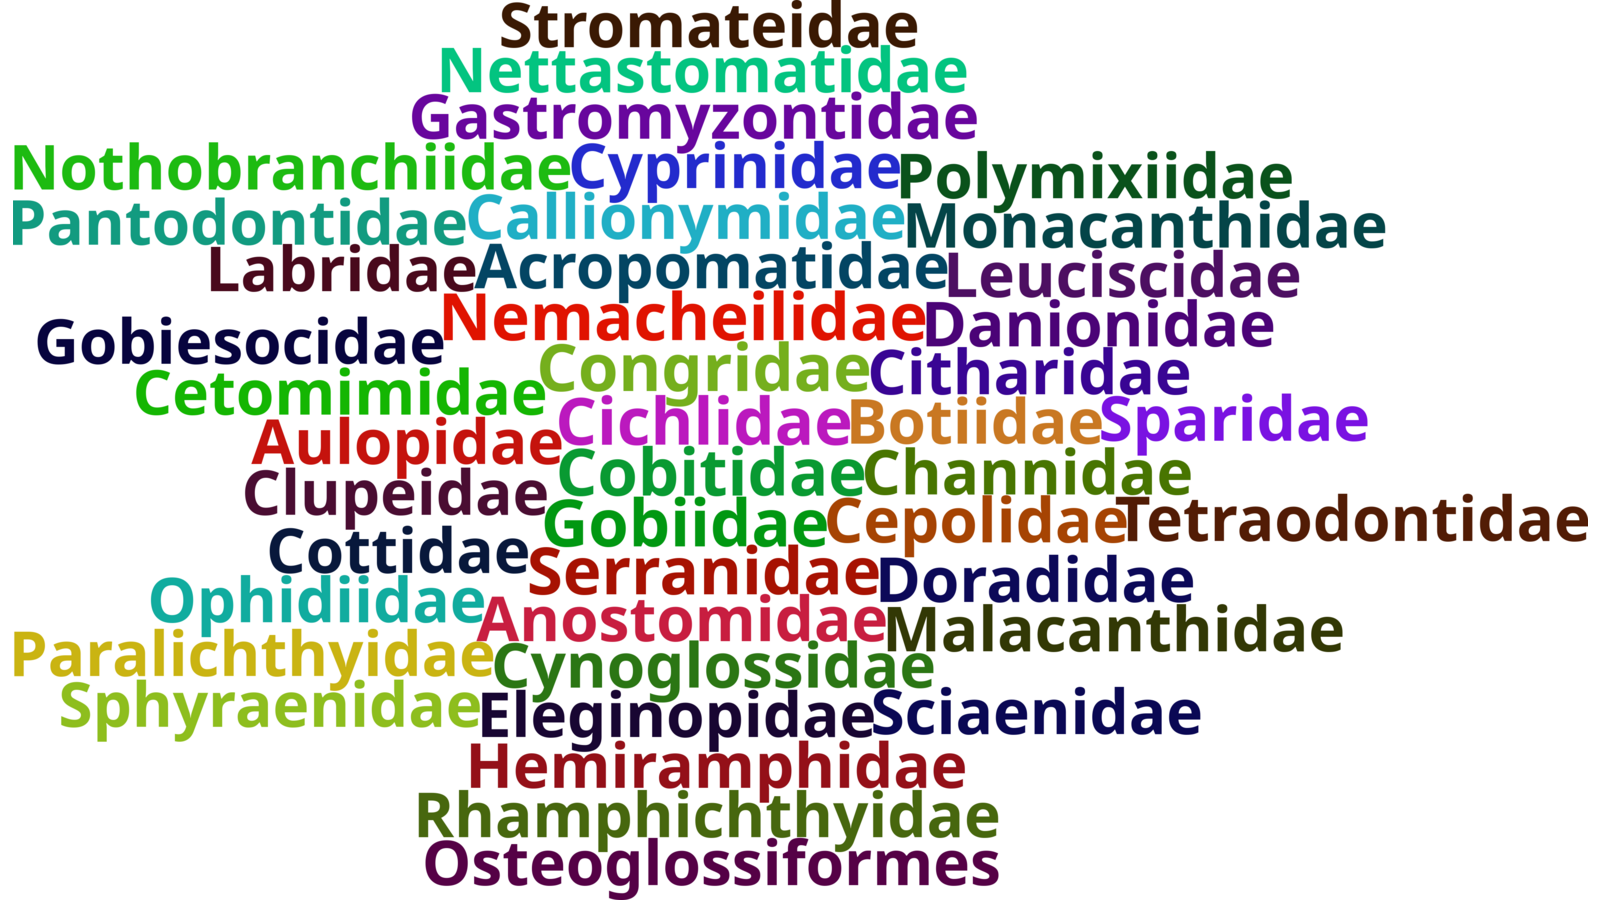 Stromateidae
Nettastomatidae
Gastromyzontidae
Nothobranchiidae Cyprinidae Polymixiidae
Pantodontidae Callionymidae Monacanthidae
Labridae Acropomatidae Leuciscidae
Gobiesocidae Nemacheilidae Danionidae
Cetomimidae Congridae Citharidae
Aulopidae Cichlidae Botiidae Sparidae
Clupeidae Cobitidae Channidae
Cottidae Gobiidae Cepolidae Tetraodontidae
Ophidiidae Serranidae Doradidae
Paralichthyidae Anostomidae Malacanthidae
Sphyraenidae Cynoglossidae
Eleginopidae Sciaenidae
Hemiramphidae
Rhamphichthyidae
Osteoglossiformes